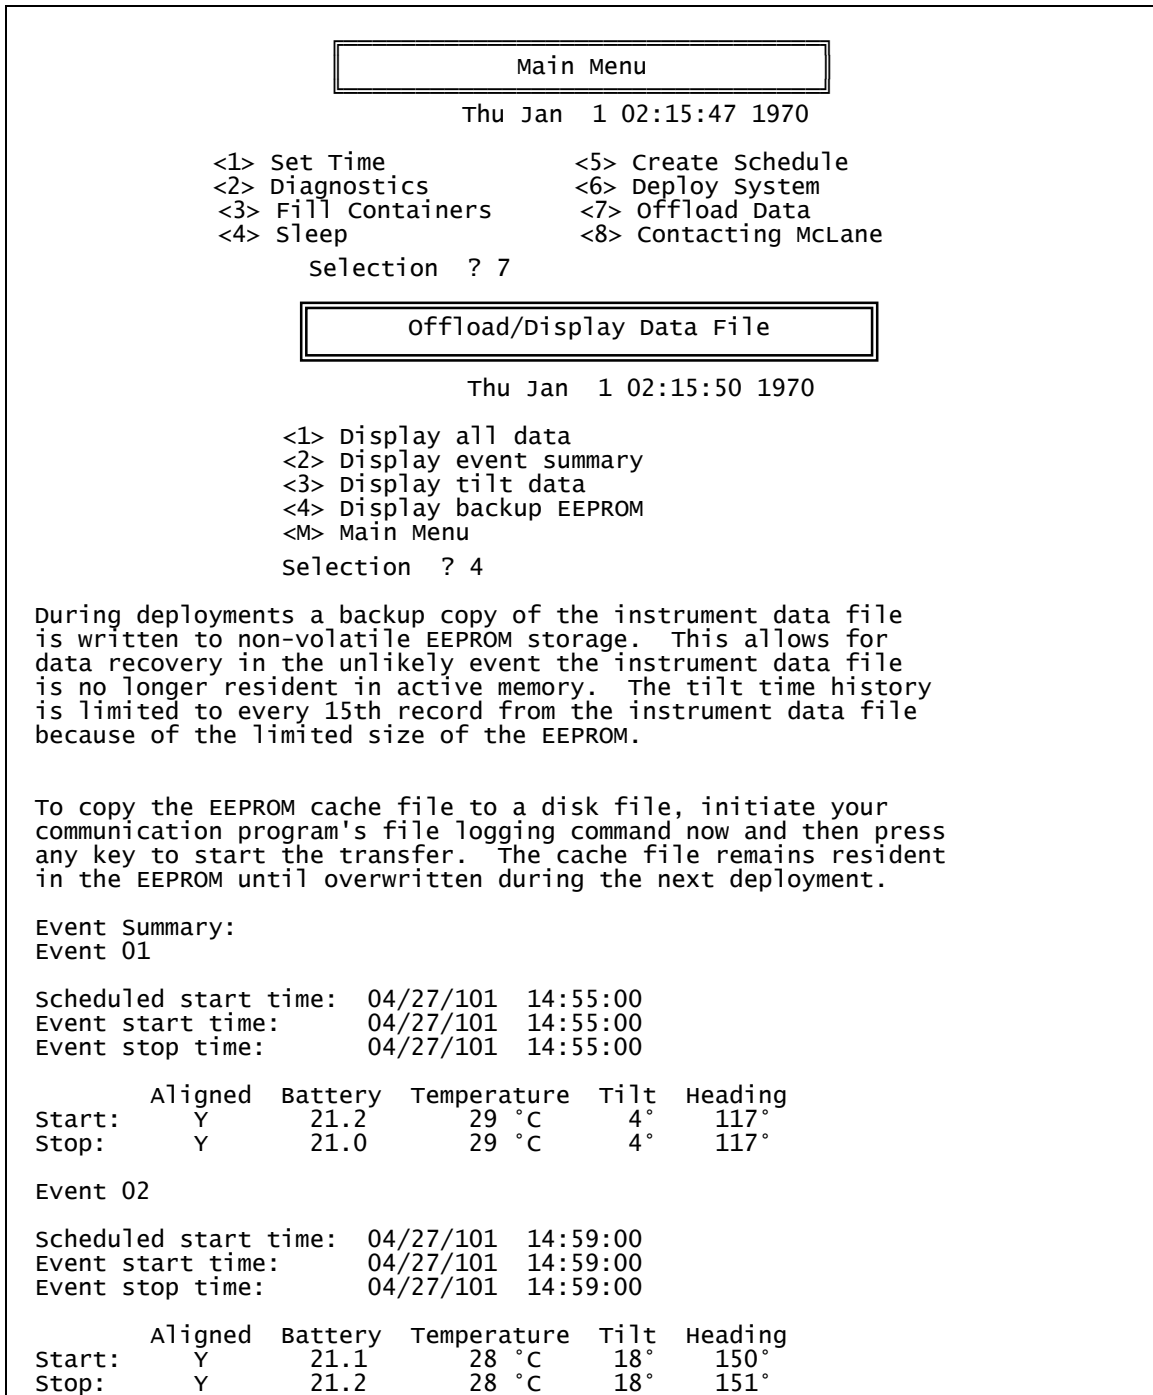 Main Menu
Thu Jan  1 02:15:47 1970
<1> Set Time <5> Create Schedule
<2> Diagnostics <6> Deploy System
<3> Fill Containers <7> Offload Data
<4> Sleep <8> Contacting McLane
Selection  ? 7
Offload/Display Data File
Thu Jan  1 02:15:50 1970
<1> Display all data
<2> Display event summary
<3> Display tilt data
<4> Display backup EEPROM
<M> Main Menu
Selection  ? 4
During deployments a backup copy of the instrument data file
is written to non-volatile EEPROM storage.  This allows for
data recovery in the unlikely event the instrument data file
is no longer resident in active memory.  The tilt time history
is limited to every 15th record from the instrument data file
because of the limited size of the EEPROM.
To copy the EEPROM cache file to a disk file, initiate your
communication program's file logging command now and then press
any key to start the transfer.  The cache file remains resident
in the EEPROM until overwritten during the next deployment.
Event Summary:
Event 01
Scheduled start time:  04/27/101  14:55:00
Event start time:      04/27/101  14:55:00
Event stop time:       04/27/101  14:55:00
Aligned  Battery  Temperature  Tilt  Heading
Start:     Y       21.2         29 °C       4°     117°
Stop:      Y       21.0         29 °C       4°     117°
Event 02
Scheduled start time:  04/27/101  14:59:00
Event start time:      04/27/101  14:59:00
Event stop time:       04/27/101  14:59:00
Aligned  Battery  Temperature  Tilt  Heading
Start:     Y       21.1         28 °C      18°     150°
Stop:      Y       21.2         28 °C      18°     151°